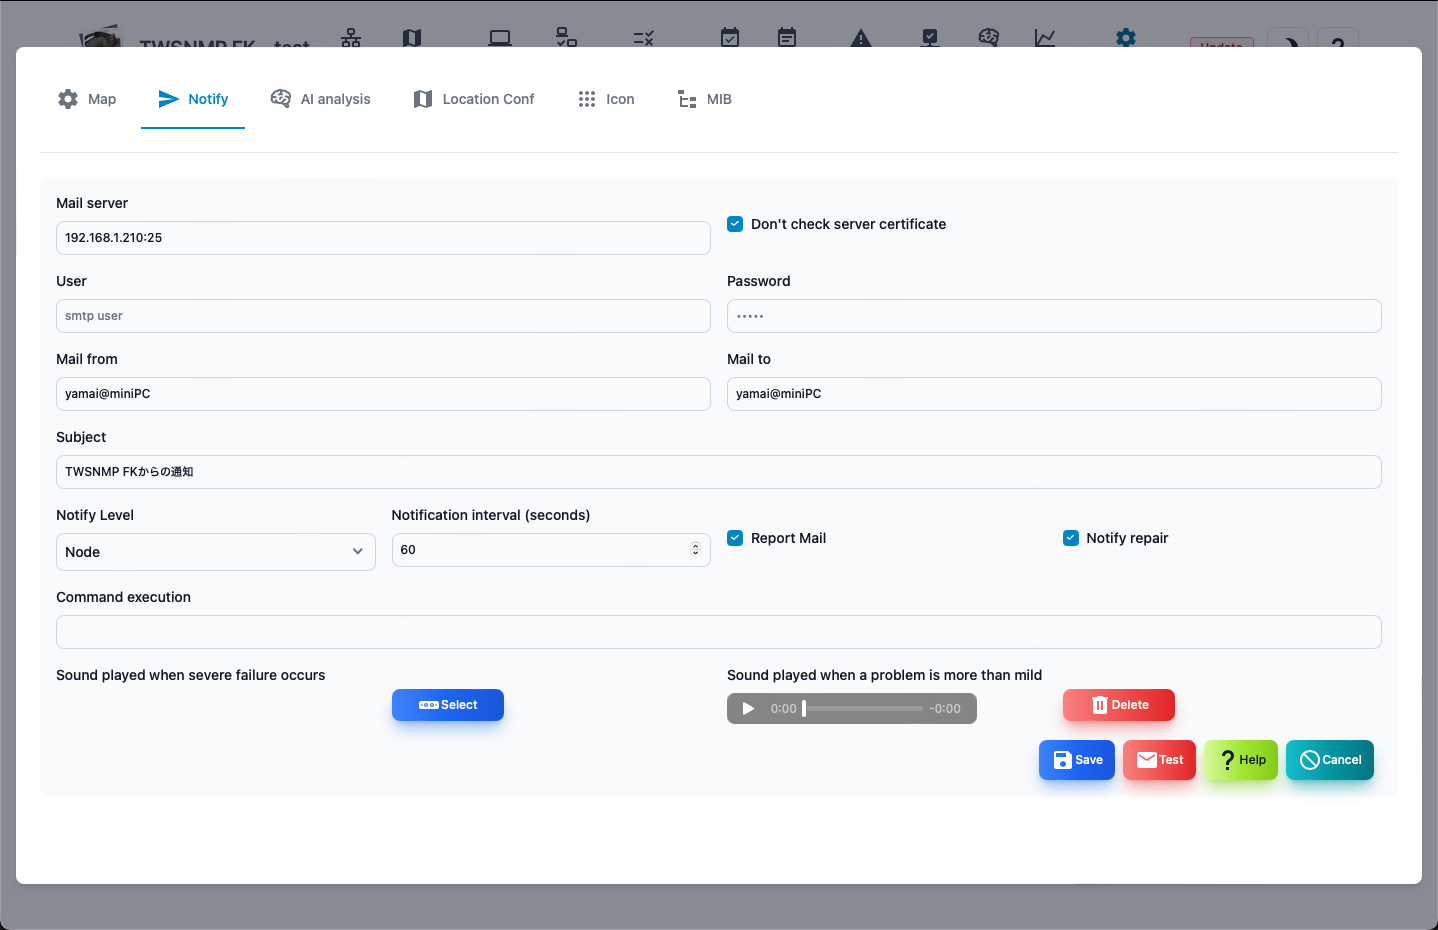 TWSNMP FK - test
Update
Map
Notify
AI analysis
Location Conf
Icon
MIB
Mail server
192.168.1.210:25
Don't check server certificate
User
smtp user
Password
•••••
Mail from
yamai@miniPC
Mail to
yamai@miniPC
Subject
TWSNMP FKからの通知
Notify Level
Node
Notification interval (seconds)
60
Report Mail
Notify repair
Command execution
Sound played when severe failure occurs
Select
Sound played when a problem is more than mild
0:00
-0:00
Delete
Save
Test
Help
Cancel